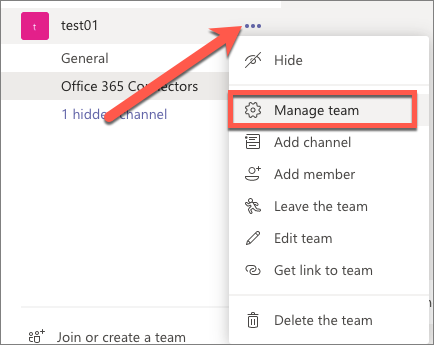 t test01
General
Office 365 Connectors
1 hidden channel
Hide
Manage team
Add channel
Add member
Leave the team
Edit team
Get link to team
Delete the team
Join or create a team